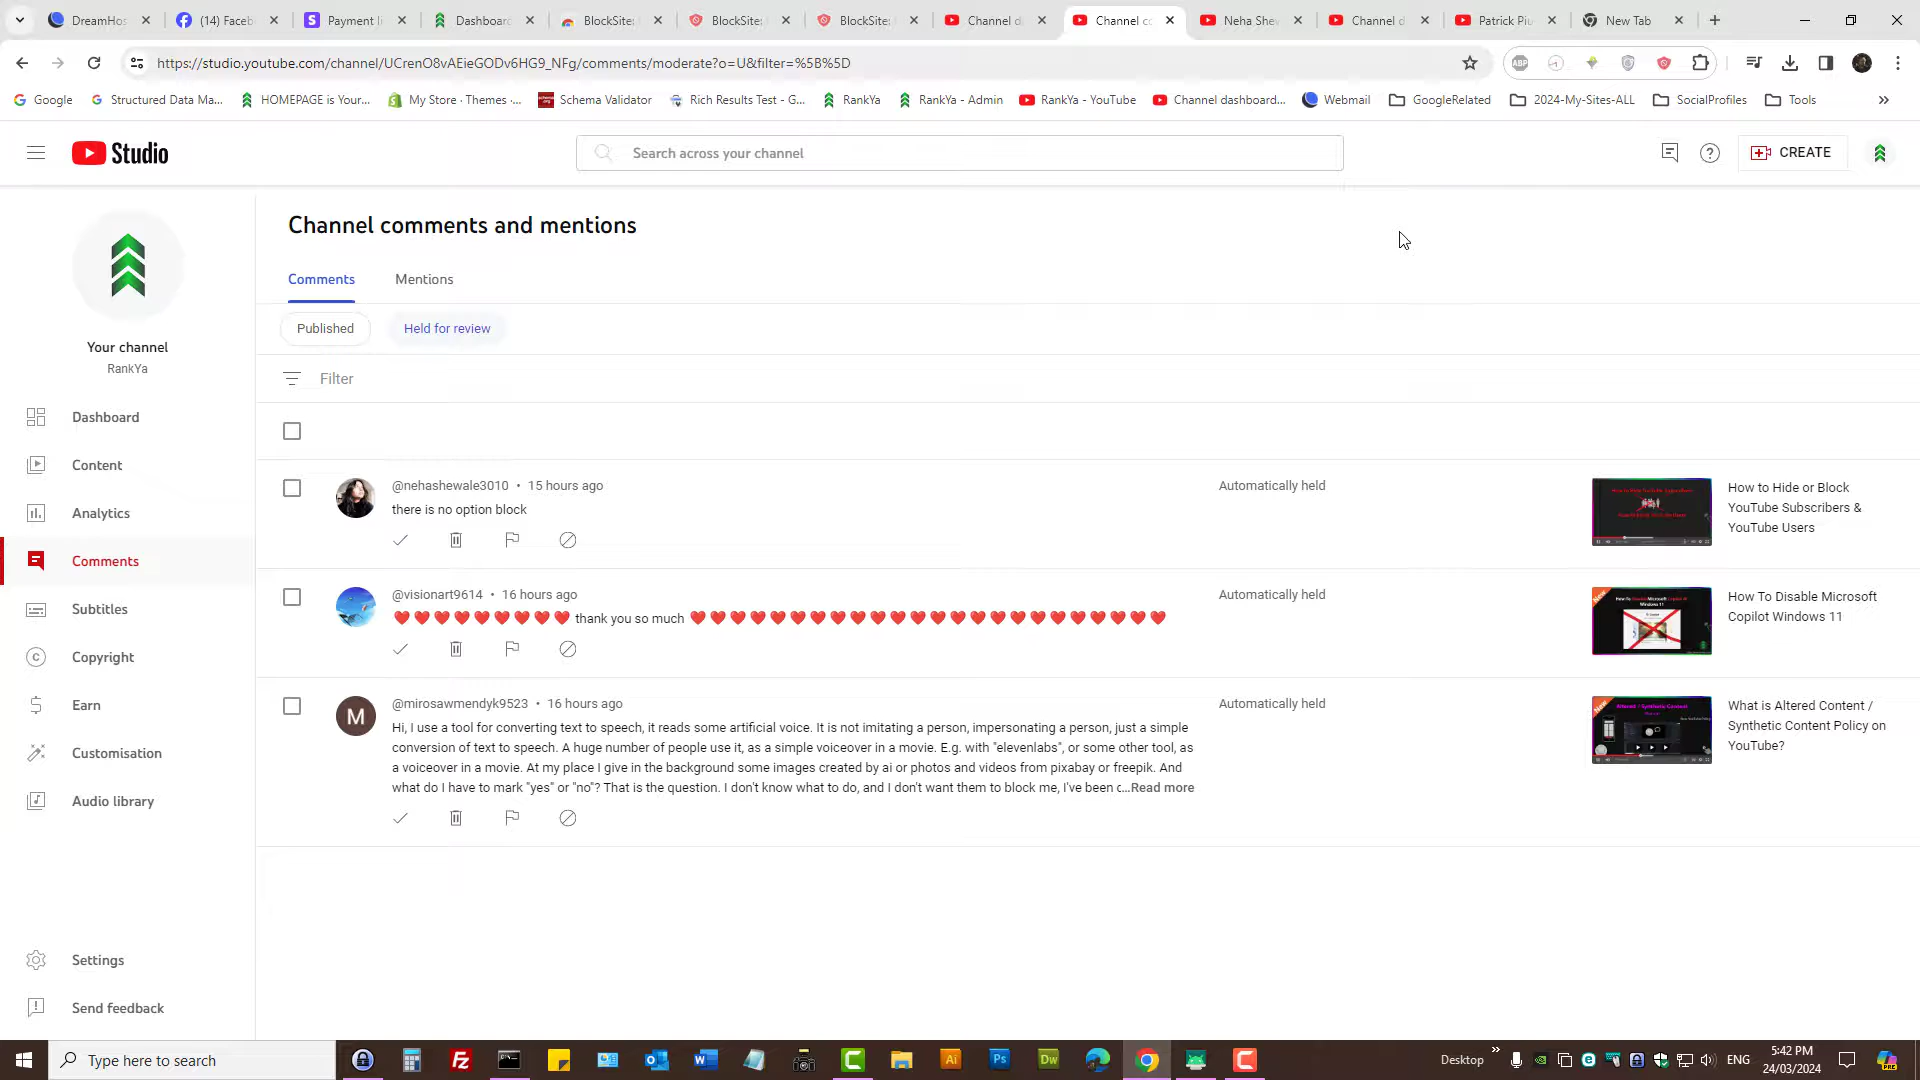 DreamHos
(14) Faceb
Payment li
Dashboard
BlockSite:
BlockSite:
BlockSite:
Channel d
Channel co
Neha Shew
Channel d
Patrick Piu
New Tab
https://studio.youtube.com/channel/UCrenO8vAEieGODv6HG9_NFg/comments/moderate?o=U&filter=%5B%5D
ABP
Google
Structured Data Ma...
HOMEPAGE is Your...
My Store · Themes ·...
Schema Validator
Rich Results Test - G...
RankYa
RankYa - Admin
RankYa - YouTube
Channel dashboard...
Webmail
GoogleRelated
2024-My-Sites-ALL
SocialProfiles
Tools
Studio
Search across your channel
CREATE
Channel comments and mentions
Comments
Mentions
Published
Held for review
Filter
Your channel
RankYa
Dashboard
Content
Analytics
Comments
Subtitles
Copyright
Earn
Customisation
Audio library
Settings
Send feedback
@nehashewale3010 • 15 hours ago
there is no option block
Automatically held
How to Hide or Block
YouTube Subscribers &
YouTube Users
@visionart9614 • 16 hours ago
❤️❤️❤️❤️❤️❤️❤️❤️❤️ thank you so much ❤️❤️❤️❤️❤️❤️❤️❤️❤️❤️❤️❤️❤️❤️❤️❤️❤️❤️❤️❤️❤️❤️❤️❤️
Automatically held
How To Disable Microsoft
Copilot Windows 11
M
@mirosawmendyk9523 • 16 hours ago
Hi, I use a tool for converting text to speech, it reads some artificial voice. It is not imitating a person, impersonating a person, just a simple
conversion of text to speech. A huge number of people use it, as a simple voiceover in a movie. E.g. with "elevenlabs", or some other tool, as
a voiceover in a movie. At my place I give in the background some images created by ai or photos and videos from pixabay or freepik. And
what do I have to mark "yes" or "no"? That is the question. I don't know what to do, and I don't want them to block me, I've been c...Read more
Automatically held
What is Altered Content /
Synthetic Content Policy on
YouTube?
Type here to search
Desktop
ENG
5:42 PM
24/03/2024